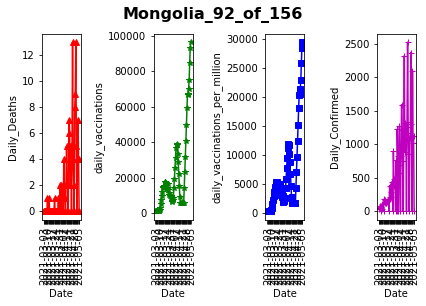 Mongolia_92_of_156
Daily_Deaths
12
10
8
6
4
2
0
Date
daily_vaccinations
100000
80000
60000
40000
20000
0
Date
daily_vaccinations_per_million
30000
25000
20000
15000
10000
5000
0
Date
Daily_Confirmed
2500
2000
1500
1000
500
0
Date